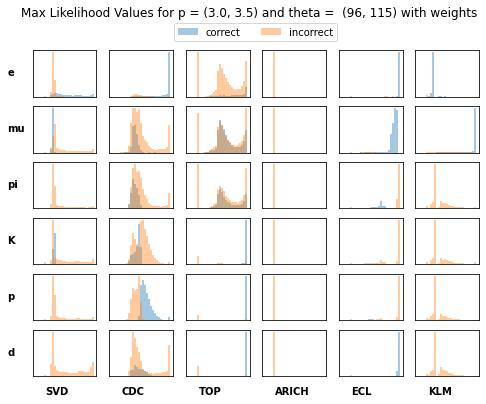 Max Likelihood Values for p = (3.0, 3.5) and theta =  (96, 115) with weights
correct incorrect
e
mu
pi
K
p
d
SVD CDC TOP ARICH ECL KLM